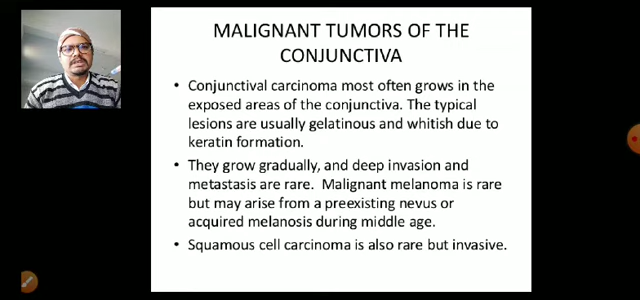 MALIGNANT TUMORS OF THE
CONJUNCTIVA
• Conjunctival carcinoma most often grows in the
exposed areas of the conjunctiva. The typical
lesions are usually gelatinous and whitish due to
keratin formation.
• They grow gradually, and deep invasion and
metastasis are rare. Malignant melanoma is rare
but may arise from a preexisting nevus or
acquired melanosis during middle age.
• Squamous cell carcinoma is also rare but invasive.